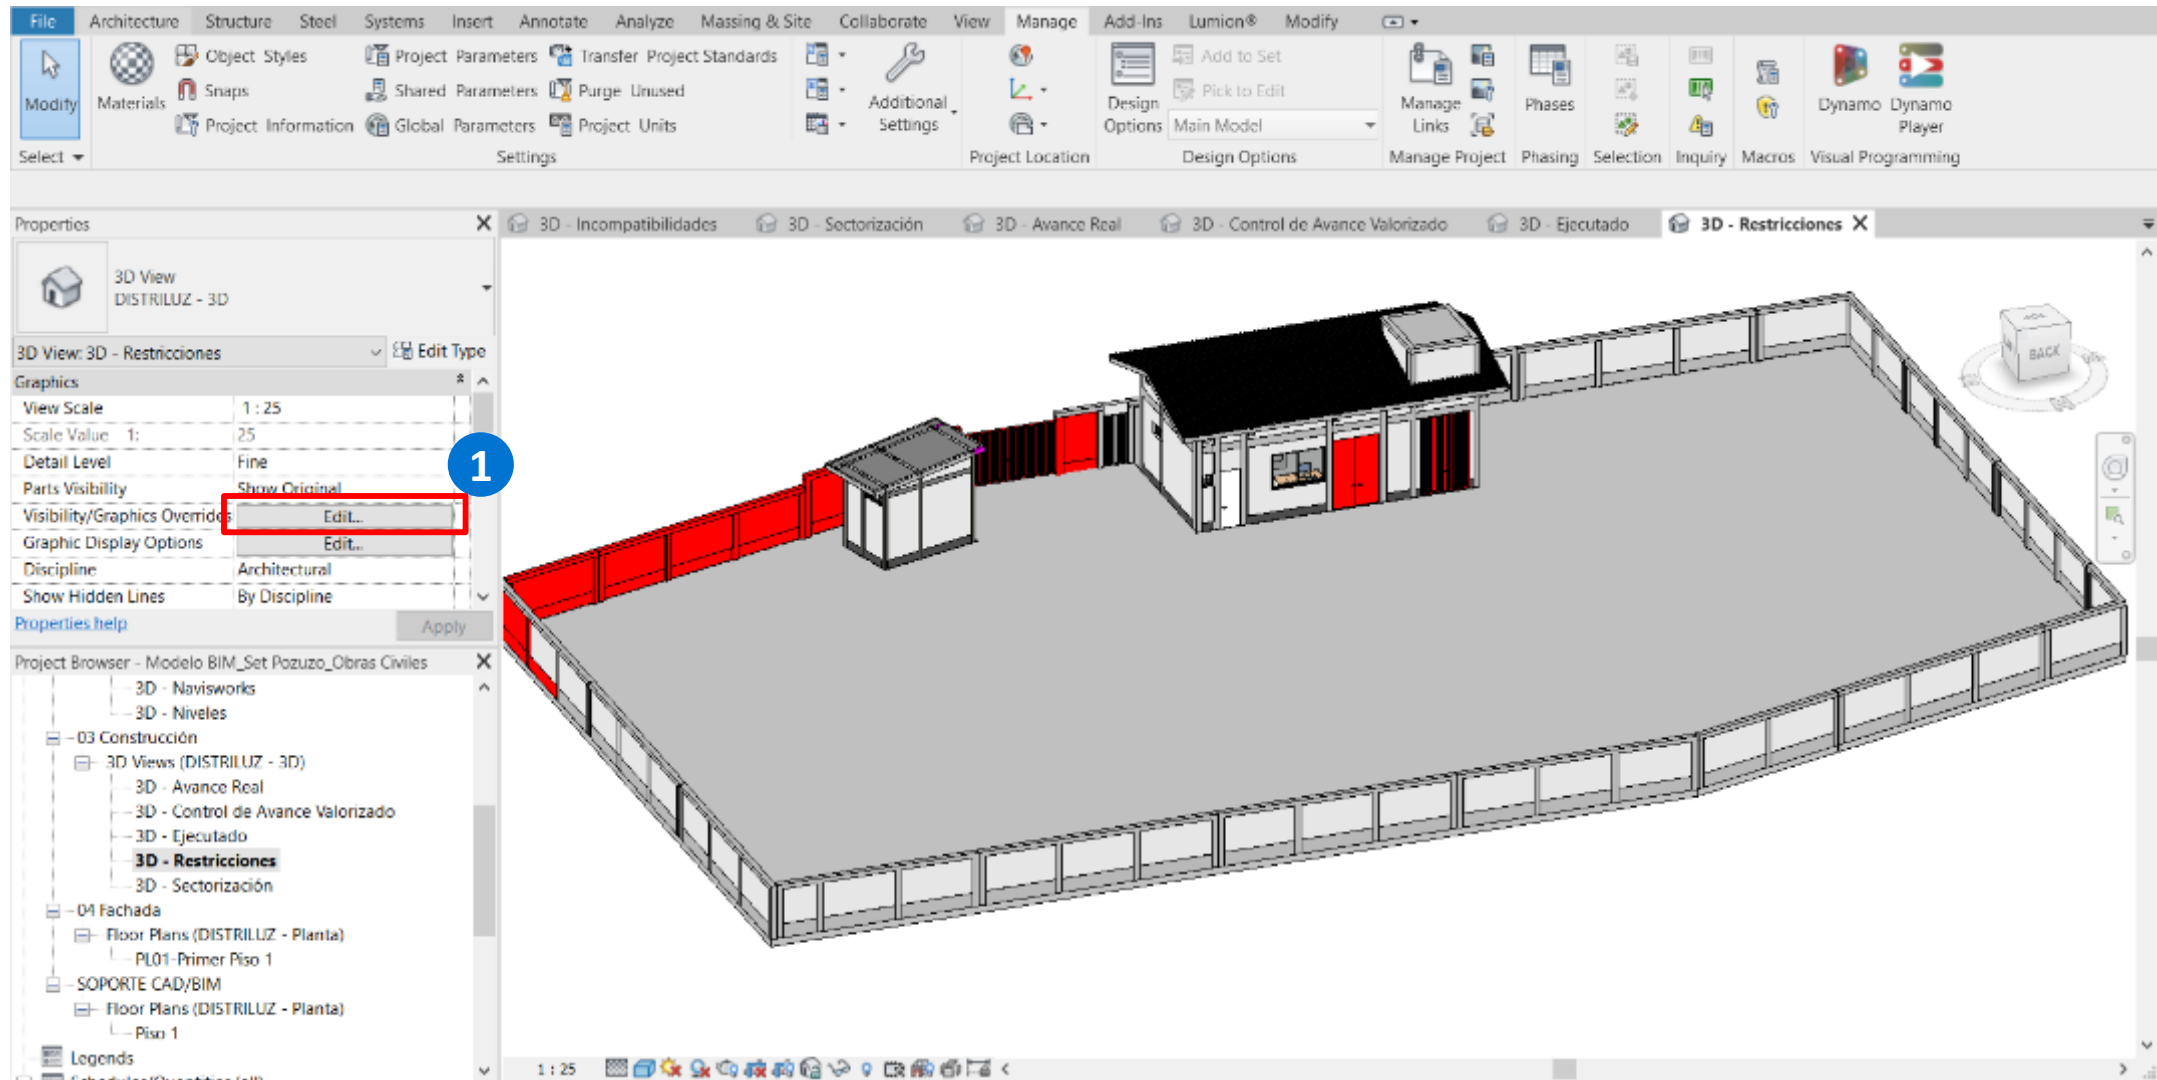 File Architecture Structure Steel Systems Insert Annotate Analyze Massing & Site Collaborate View Manage Add-Ins Lumion® Modify
Modify
Select
Materials
Object Styles
Snaps
Project Information
Project Parameters
Shared Parameters
Global Parameters
Transfer Project Standards
Purge Unused
Project Units
Additional
Settings
Settings
Project Location
Design
Options
Add to Set
Pick to Edit
Main Model
Design Options
Manage
Links
Manage Project
Phases
Phasing
Selection
Inquiry
Macros
Dynamo
Dynamo
Player
Visual Programming
Properties
3D View
DISTRILUZ - 3D
3D View: 3D - Restricciones
Edit Type
Graphics
View Scale 1 : 25
Scale Value 1: 25
Detail Level Fine
Parts Visibility Show Original
Visibility/Graphics Overrides Edit...
Graphic Display Options Edit...
Discipline Architectural
Show Hidden Lines By Discipline
Properties help Apply
1
Project Browser - Modelo BIM_Set Pozuzo_Obras Civiles
3D - Navisworks
3D - Niveles
03 Construcción
3D Views (DISTRILUZ - 3D)
3D - Avance Real
3D - Control de Avance Valorizado
3D - Ejecutado
3D - Restricciones
3D - Sectorización
04 Fachada
Floor Plans (DISTRILUZ - Planta)
PL01-Primer Piso 1
SOPORTE CAD/BIM
Floor Plans (DISTRILUZ - Planta)
Piso 1
Legends
3D - Incompatibilidades 3D - Sectorización 3D - Avance Real 3D - Control de Avance Valorizado 3D - Ejecutado 3D - Restricciones
BACK
1 : 25